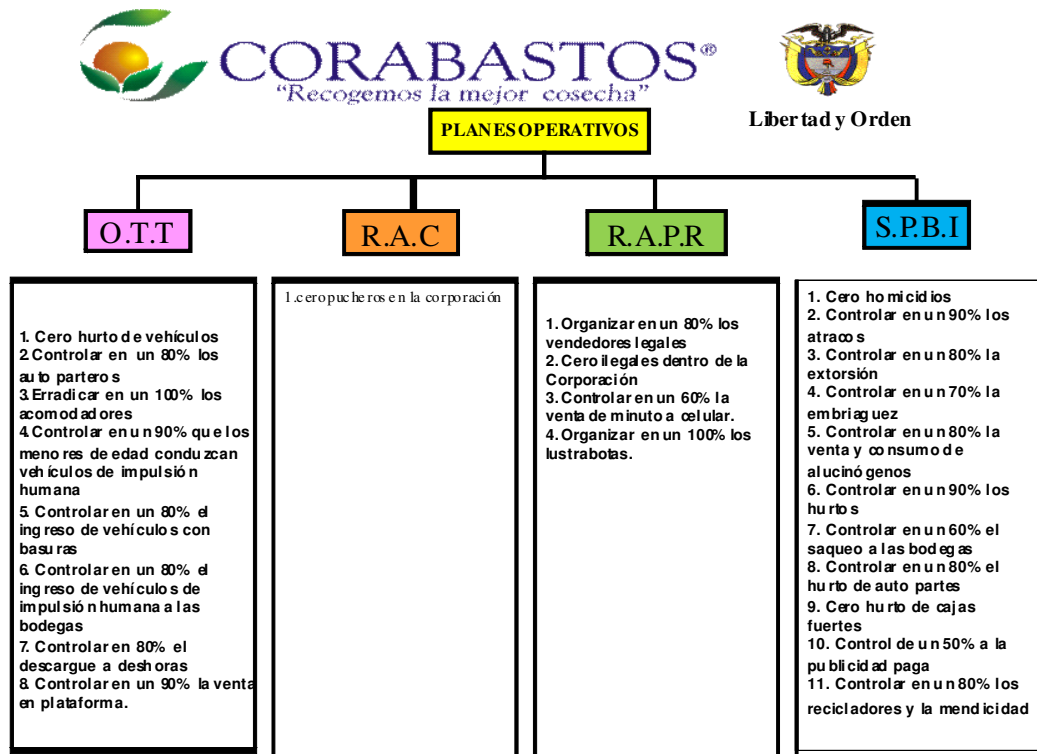 CORABASTOS®
“Recogemos la mejor cosecha”
Libertad y Orden
PLANES OPERATIVOS
O.T.T
R.A.C
R.A.P.R
S.P.B.I
1. Cero hurto de vehículos
2.Controlar en un 80% los
auto parteros
3.Erradicar en un 100% los
acomodadores
4.Controlar en un 90% que los
menores de edad conduzcan
vehículos de impulsión
humana
5. Controlar en un 80% el
ingreso de vehículos con
basuras
6. Controlar en un 80% el
ingreso de vehículos de
impulsión humana a las
bodegas
7. Controlar en 80% el
descargue a deshoras
8. Controlar en un 90% la venta
en plataforma.
1.cero pucheros en la corporación
1.Organizar en un 80% los
vendedores legales
2.Cero ilegales dentro de la
Corporación
3.Controlar en un 60% la
venta de minuto a celular.
4.Organizar en un 100% los
lustrabotas.
1. Cero homicidios
2. Controlar en un 90% los
atracos
3. Controlar en un 80% la
extorsión
4. Controlar en un 70% la
embriaguez
5. Controlar en un 80% la
venta y consumo de
alucinógenos
6. Controlar en un 90% los
hurtos
7. Controlar en un 60% el
saqueo a las bodegas
8. Controlar en un 80% el
hurto de auto partes
9. Cero hurto de cajas
fuertes
10. Control de un 50% a la
publicidad paga
11. Controlar en un 80% los
recicladores y la mendicidad